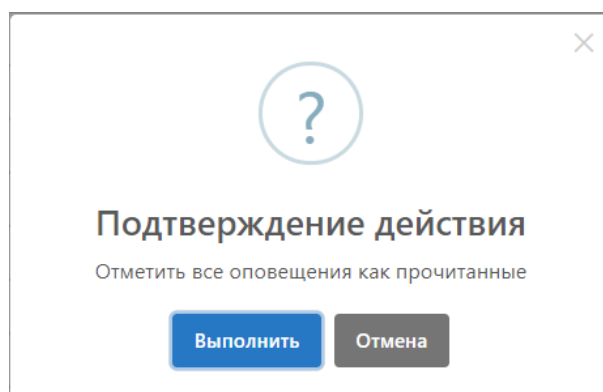 ?
Подтверждение действия
Отметить все оповещения как прочитанные
Выполнить Отмена